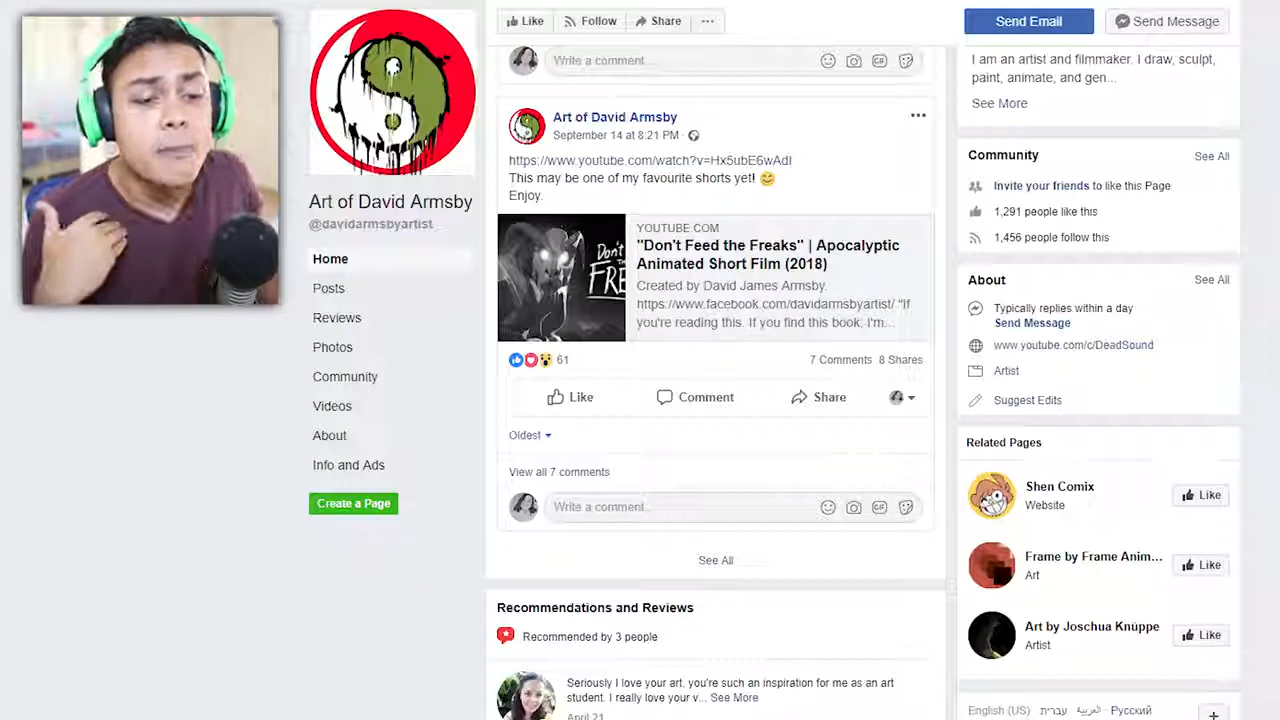 Like
Follow
Share
Send Email
Send Message
Write a comment...
I am an artist and filmmaker. I draw, sculpt,
paint, animate, and gen...
See More
Art of David Armsby
@davidarmsbyartist
Home
Posts
Reviews
Photos
Community
Videos
About
Info and Ads
Create a Page
Art of David Armsby
September 14 at 8:21 PM ·
https://www.youtube.com/watch?v=Hx5ubE6wAdI
This may be one of my favourite shorts yet! 😊
Enjoy.
Don't
FRE
YOUTUBE.COM
"Don't Feed the Freaks" | Apocalyptic
Animated Short Film (2018)
Created by David James Armsby.
https://www.facebook.com/davidarmsbyartist/ "If
you're reading this. If you find this book; I'm...
61
7 Comments 8 Shares
Like
Comment
Share
Oldest
View all 7 comments
Write a comment...
See All
Recommendations and Reviews
Recommended by 3 people
Seriously I love your art, you're such an inspiration for me as an art
student. I really love your v... See More
April 21
Community
See All
Invite your friends to like this Page
1,291 people like this
1,456 people follow this
About
See All
Typically replies within a day
Send Message
www.youtube.com/c/DeadSound
Artist
Suggest Edits
Related Pages
Shen Comix
Website
Like
Frame by Frame Anim...
Art
Like
Art by Joschua Knüppe
Artist
Like
English (US) עברית العربية Русский